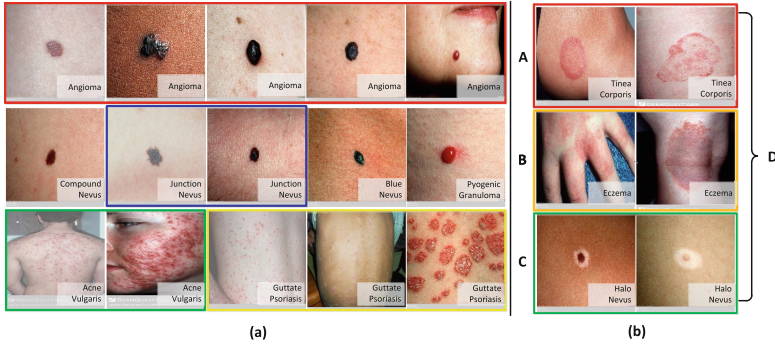 Angioma
Angioma
Angioma
Angioma
Angioma
Compound
Nevus
Junction
Nevus
Junction
Nevus
Blue
Nevus
Pyogenic
Granuloma
Acne
Vulgaris
Acne
Vulgaris
Guttate
Psoriasis
Guttate
Psoriasis
Guttate
Psoriasis
(a)
A
Tinea
Corporis
Tinea
Corporis
B
Eczema
Eczema
C
Halo
Nevus
Halo
Nevus
D
(b)